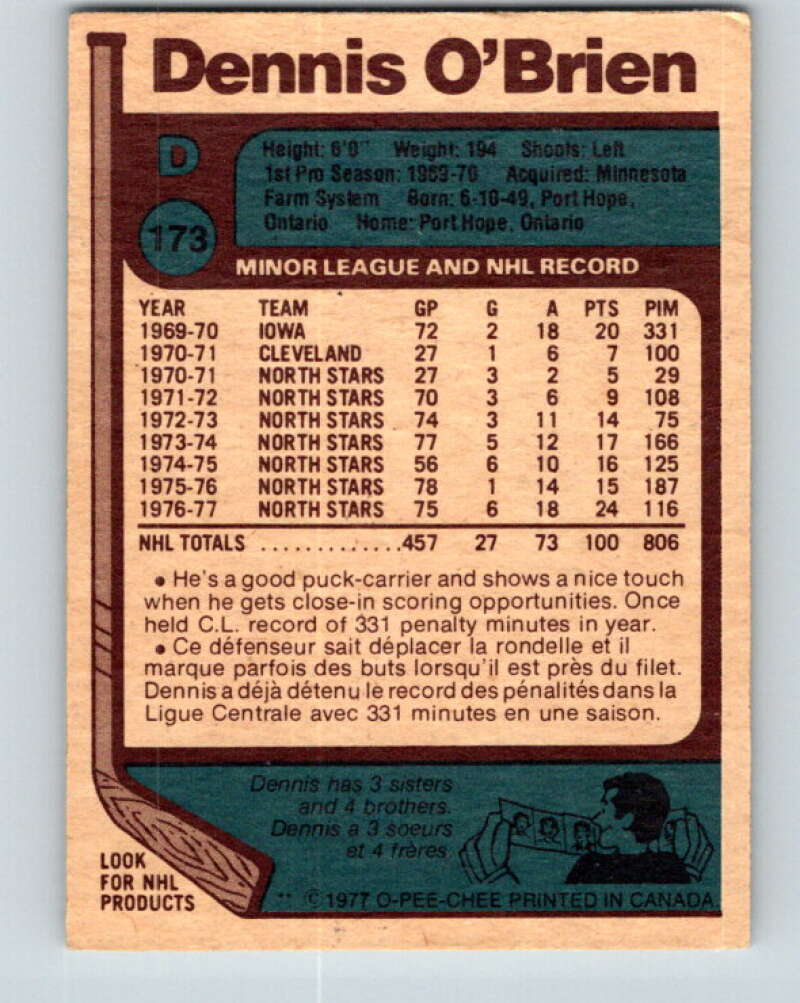 Dennis O'Brien
D
Height: 6'0" Weight: 194 Shoots: Left
1st Pro Season: 1969-70 Acquired: Minnesota
Farm System Born: 6-10-49, Port Hope,
Ontario Home: Port Hope, Ontario
173
MINOR LEAGUE AND NHL RECORD
YEAR TEAM GP G A PTS PIM
1969-70 IOWA 72 2 18 20 331
1970-71 CLEVELAND 27 1 6 7 100
1970-71 NORTH STARS 27 3 2 5 29
1971-72 NORTH STARS 70 3 6 9 108
1972-73 NORTH STARS 74 3 11 14 75
1973-74 NORTH STARS 77 5 12 17 166
1974-75 NORTH STARS 56 6 10 16 125
1975-76 NORTH STARS 78 1 14 15 187
1976-77 NORTH STARS 75 6 18 24 116
NHL TOTALS .............457 27 73 100 806
• He's a good puck-carrier and shows a nice touch
when he gets close-in scoring opportunities. Once
held C.L. record of 331 penalty minutes in year.
• Ce défenseur sait déplacer la rondelle et il
marque parfois des buts lorsqu'il est près du filet.
Dennis a déjà détenu le record des pénalités dans la
Ligue Centrale avec 331 minutes en une saison.
Dennis has 3 sisters
and 4 brothers.
Dennis a 3 soeurs
et 4 frères.
LOOK
FOR NHL
PRODUCTS
** ©1977 O-PEE-CHEE PRINTED IN CANADA